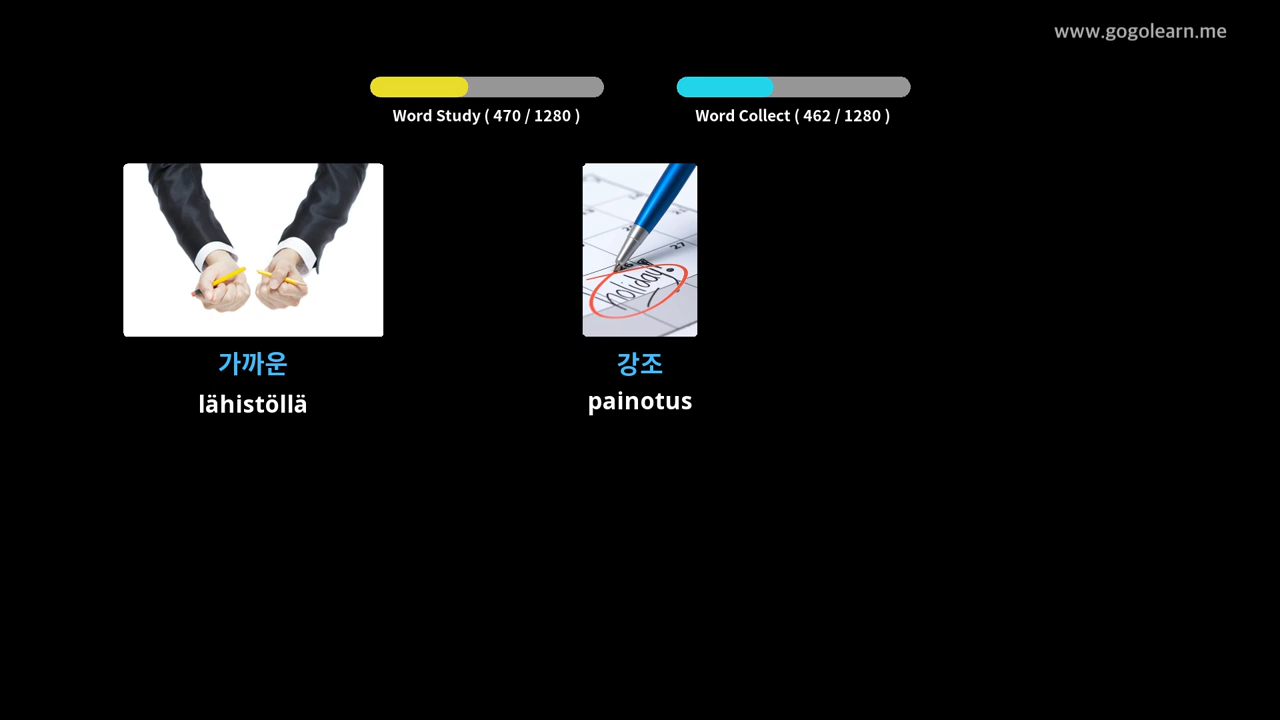 www.gogolearn.me
Word Study ( 470 / 1280 )
Word Collect ( 462 / 1280 )
27
holiday!
가까운
lähistöllä
강조
painotus